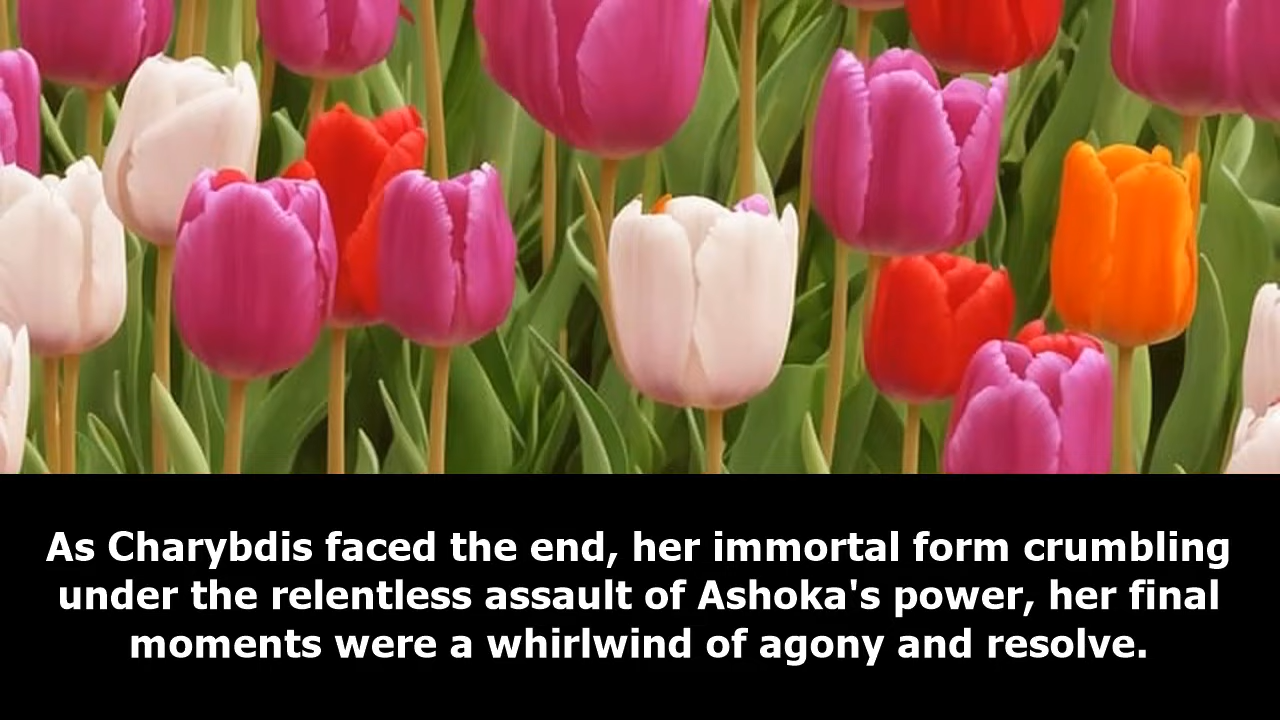 As Charybdis faced the end, her immortal form crumbling
under the relentless assault of Ashoka's power, her final
moments were a whirlwind of agony and resolve.